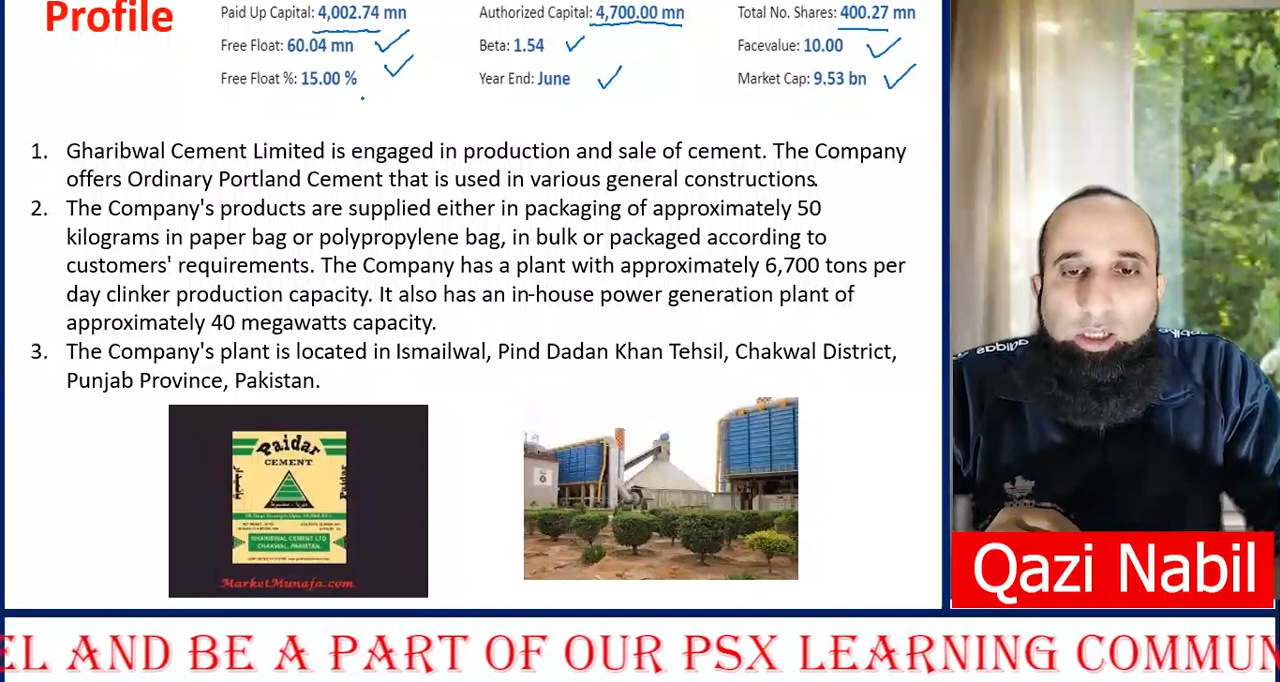 Profile
Paid Up Capital: 4,002.74 mn
Authorized Capital: 4,700.00 mn
Total No. Shares: 400.27 mn
Free Float: 60.04 mn
Beta: 1.54
Facevalue: 10.00
Free Float %: 15.00 %
Year End: June
Market Cap: 9.53 bn
1. Gharibwal Cement Limited is engaged in production and sale of cement. The Company
offers Ordinary Portland Cement that is used in various general constructions.
2. The Company's products are supplied either in packaging of approximately 50
kilograms in paper bag or polypropylene bag, in bulk or packaged according to
customers' requirements. The Company has a plant with approximately 6,700 tons per
day clinker production capacity. It also has an in-house power generation plant of
approximately 40 megawatts capacity.
3. The Company's plant is located in Ismailwal, Pind Dadan Khan Tehsil, Chakwal District,
Punjab Province, Pakistan.
Paidar
CEMENT
Paidar
GHARIBWAL CEMENT LTD
CHAKWAL, PAKISTAN.
MarketMunafa.com
adidas
Qazi Nabil
EL AND BE A PART OF OUR PSX LEARNING COMMUN